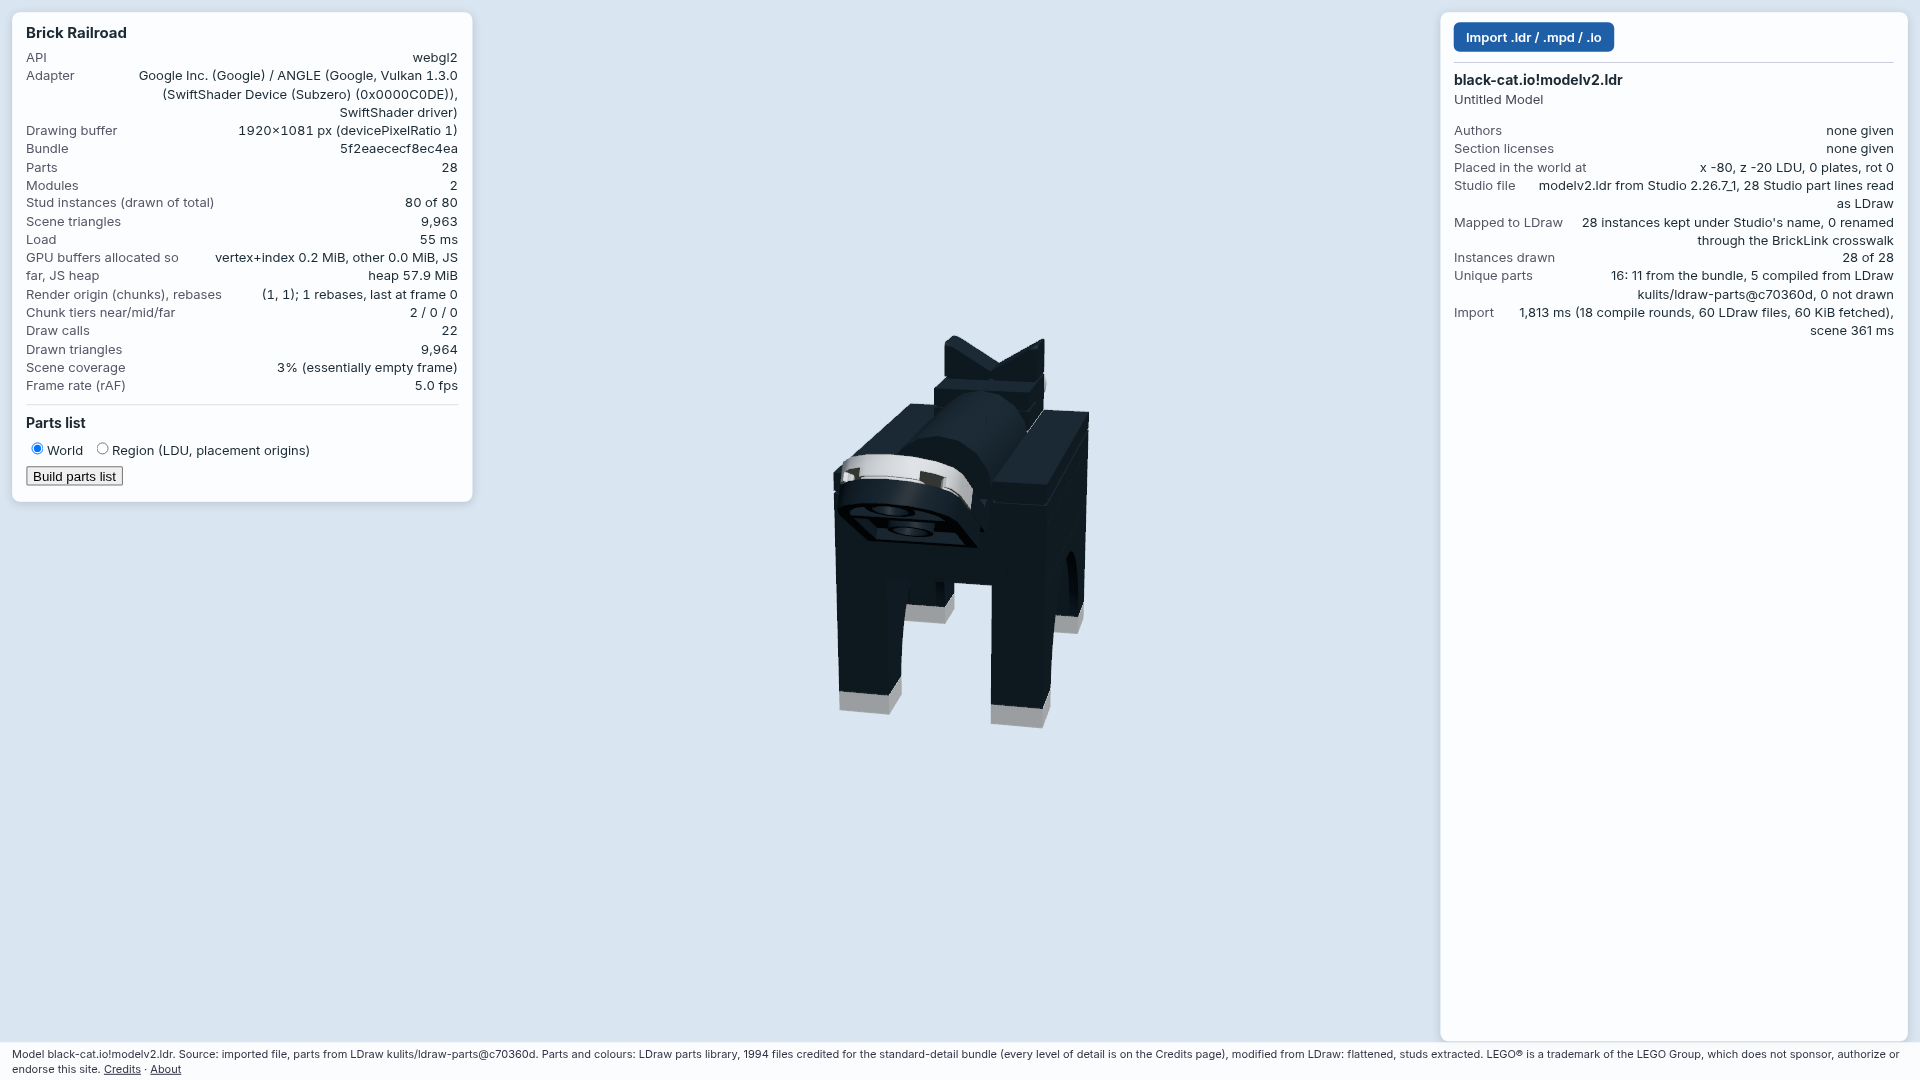 Brick Railroad
API webgl2
Adapter Google Inc. (Google) / ANGLE (Google, Vulkan 1.3.0
(SwiftShader Device (Subzero) (0x0000C0DE)),
SwiftShader driver)
Drawing buffer 1920×1081 px (devicePixelRatio 1)
Bundle 5f2eaececf8ec4ea
Parts 28
Modules 2
Stud instances (drawn of total) 80 of 80
Scene triangles 9,963
Load 55 ms
GPU buffers allocated so vertex+index 0.2 MiB, other 0.0 MiB, JS
far, JS heap heap 57.9 MiB
Render origin (chunks), rebases (1, 1); 1 rebases, last at frame 0
Chunk tiers near/mid/far 2 / 0 / 0
Draw calls 22
Drawn triangles 9,964
Scene coverage 3% (essentially empty frame)
Frame rate (rAF) 5.0 fps
Parts list
World Region (LDU, placement origins)
Build parts list
Import .ldr / .mpd / .io
black-cat.io!modelv2.ldr
Untitled Model
Authors none given
Section licenses none given
Placed in the world at x -80, z -20 LDU, 0 plates, rot 0
Studio file modelv2.ldr from Studio 2.26.7_1, 28 Studio part lines read
as LDraw
Mapped to LDraw 28 instances kept under Studio's name, 0 renamed
through the BrickLink crosswalk
Instances drawn 28 of 28
Unique parts 16: 11 from the bundle, 5 compiled from LDraw
kulits/ldraw-parts@c70360d, 0 not drawn
Import 1,813 ms (18 compile rounds, 60 LDraw files, 60 KiB fetched),
scene 361 ms
Model black-cat.io!modelv2.ldr. Source: imported file, parts from LDraw kulits/ldraw-parts@c70360d. Parts and colours: LDraw parts library, 1994 files credited for the standard-detail bundle (every level of detail is on the Credits page), modified from LDraw: flattened, studs extracted. LEGO® is a trademark of the LEGO Group, which does not sponsor, authorize or
endorse this site. Credits · About